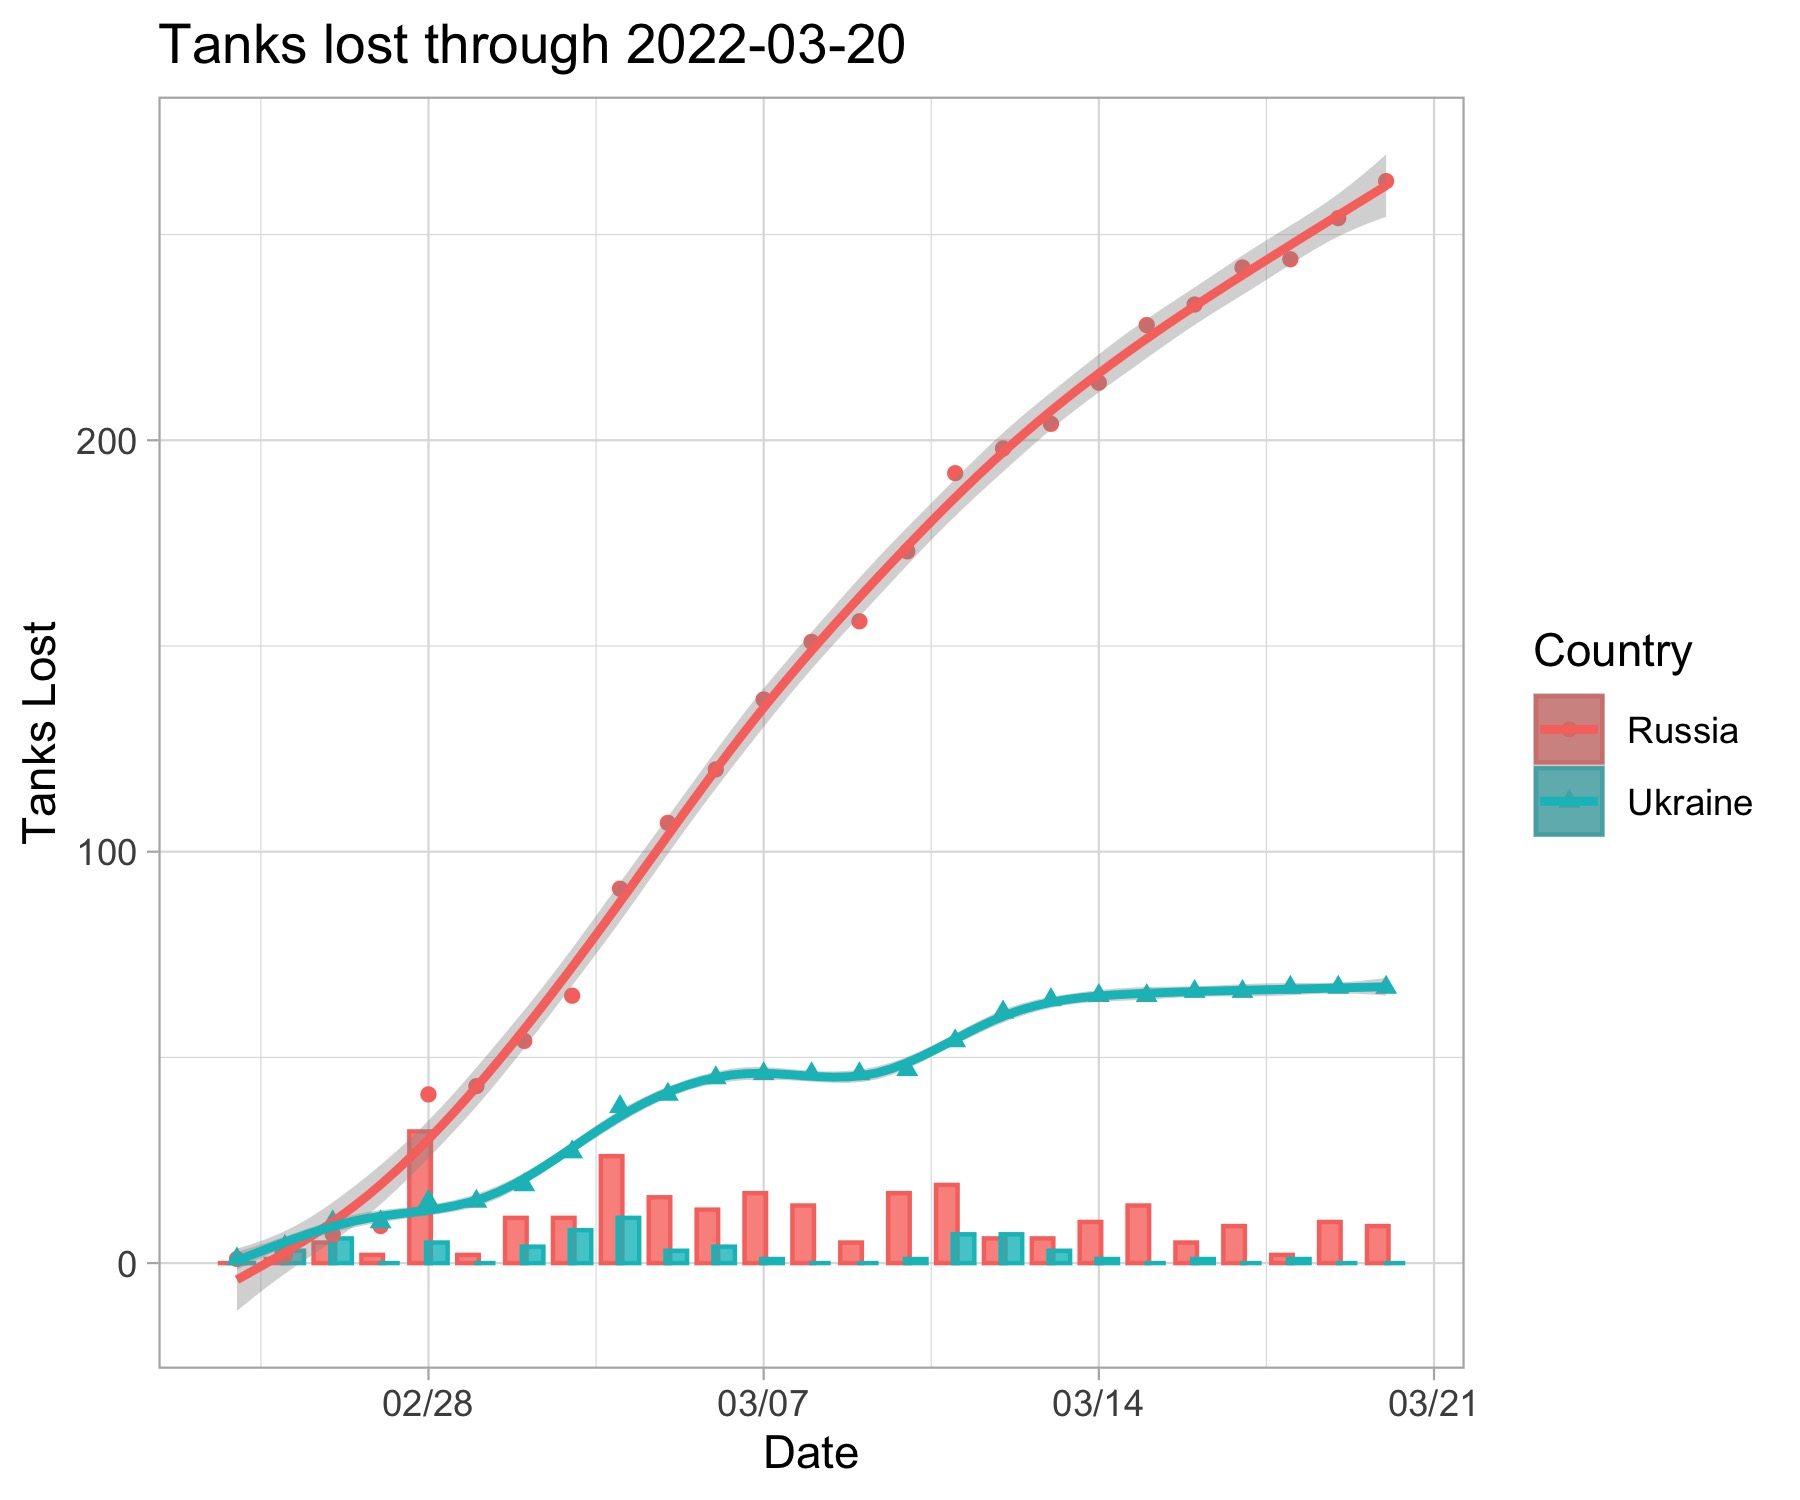 Tanks lost through 2022-03-20
Tanks Lost
200
100
0
02/28
03/07
03/14
03/21
Date
Country
Russia
Ukraine